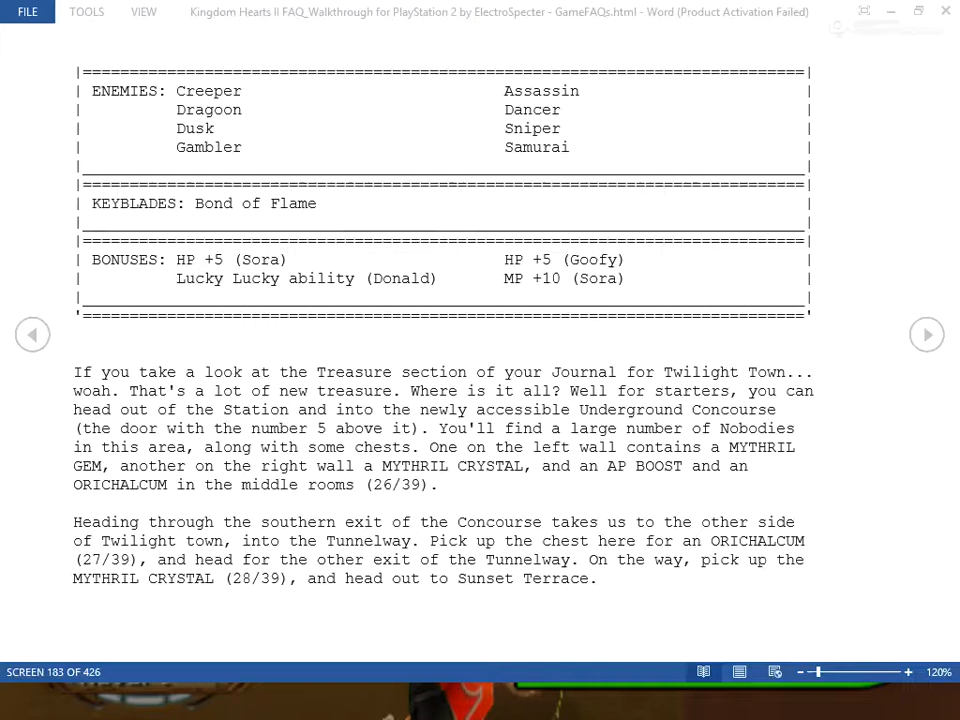 FILE TOOLS VIEW Kingdom Hearts II FAQ_Walkthrough for PlayStation 2 by ElectroSpecter - GameFAQs.html - Word (Product Activation Failed)
|=============================================================================|
| ENEMIES: Creeper Assassin |
| Dragoon Dancer |
| Dusk Sniper |
| Gambler Samurai |
|_____________________________________________________________________________|
|=============================================================================|
| KEYBLADES: Bond of Flame |
|_____________________________________________________________________________|
|=============================================================================|
| BONUSES: HP +5 (Sora) HP +5 (Goofy) |
| Lucky Lucky ability (Donald) MP +10 (Sora) |
|_____________________________________________________________________________|
'============================================================================='
If you take a look at the Treasure section of your Journal for Twilight Town...
woah. That's a lot of new treasure. Where is it all? Well for starters, you can
head out of the Station and into the newly accessible Underground Concourse
(the door with the number 5 above it). You'll find a large number of Nobodies
in this area, along with some chests. One on the left wall contains a MYTHRIL
GEM, another on the right wall a MYTHRIL CRYSTAL, and an AP BOOST and an
ORICHALCUM in the middle rooms (26/39).
Heading through the southern exit of the Concourse takes us to the other side
of Twilight town, into the Tunnelway. Pick up the chest here for an ORICHALCUM
(27/39), and head for the other exit of the Tunnelway. On the way, pick up the
MYTHRIL CRYSTAL (28/39), and head out to Sunset Terrace.
SCREEN 183 OF 426 120%